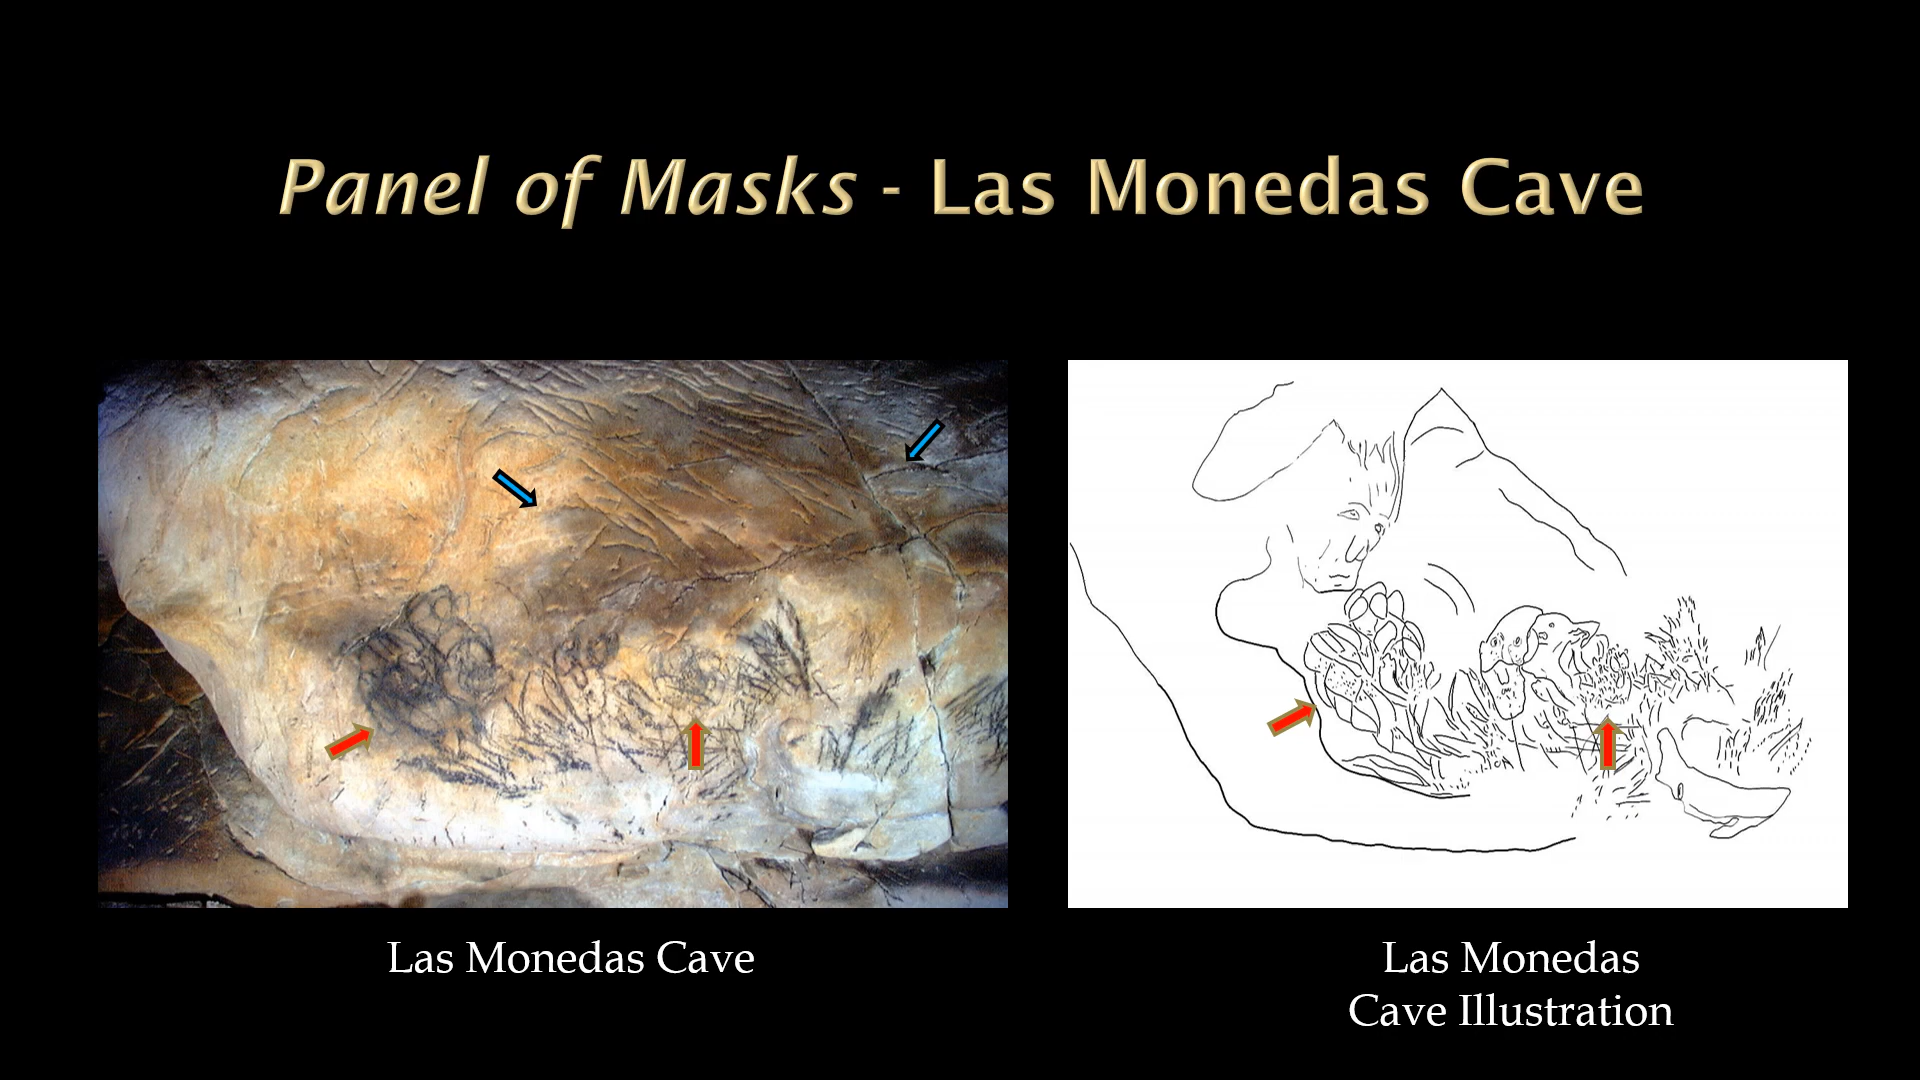 Panel of Masks - Las Monedas Cave
Las Monedas Cave
Las Monedas
Cave Illustration